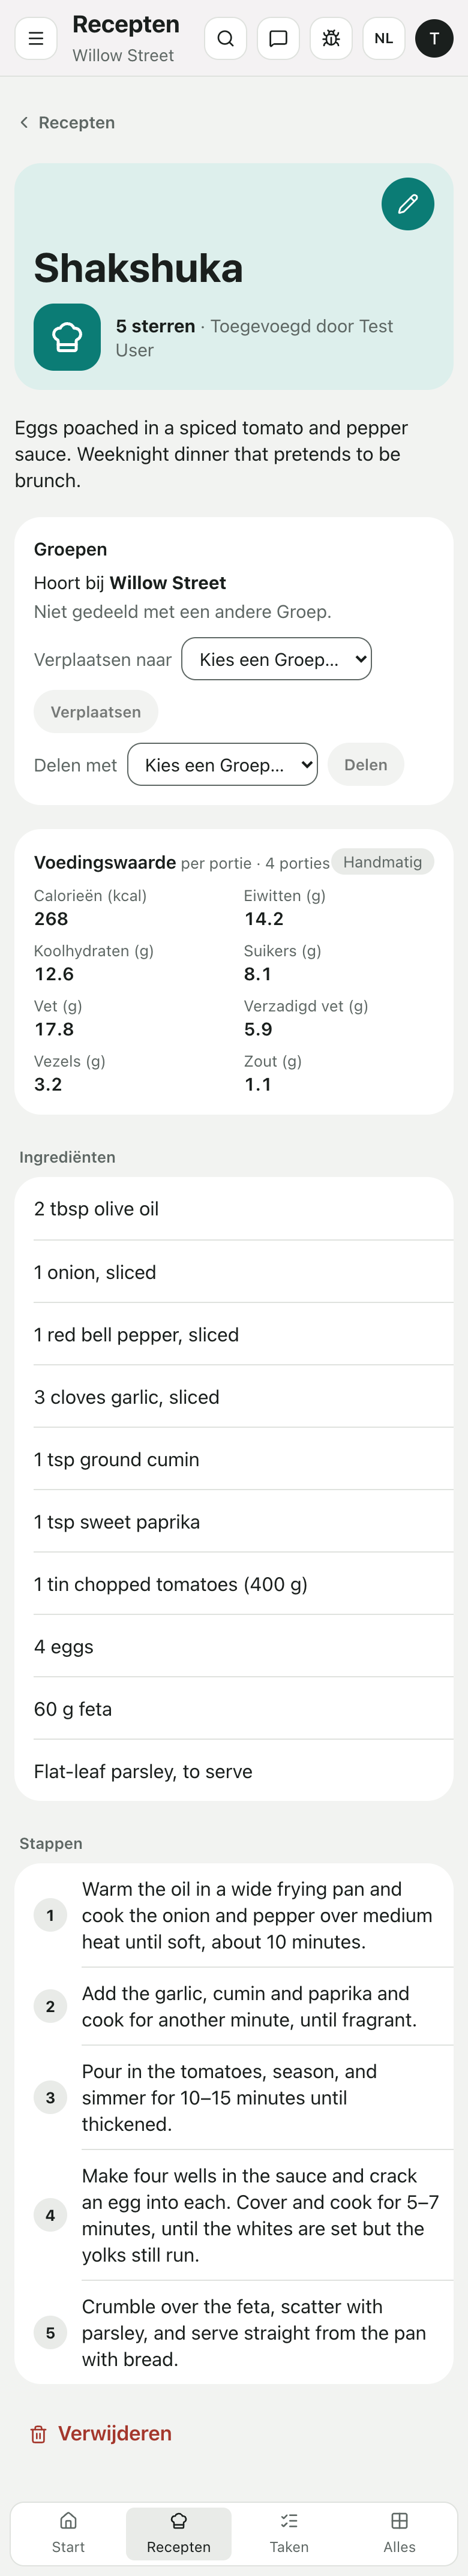 Recepten
Willow Street
NL
T
Recepten
Shakshuka
5 sterren · Toegevoegd door Test
User
Eggs poached in a spiced tomato and pepper
sauce. Weeknight dinner that pretends to be
brunch.
Groepen
Hoort bij Willow Street
Niet gedeeld met een andere Groep.
Verplaatsen naar Kies een Groep...
Verplaatsen
Delen met Kies een Groep... Delen
Voedingswaarde per portie · 4 porties Handmatig
Calorieën (kcal) Eiwitten (g)
268 14.2
Koolhydraten (g) Suikers (g)
12.6 8.1
Vet (g) Verzadigd vet (g)
17.8 5.9
Vezels (g) Zout (g)
3.2 1.1
Ingrediënten
2 tbsp olive oil
1 onion, sliced
1 red bell pepper, sliced
3 cloves garlic, sliced
1 tsp ground cumin
1 tsp sweet paprika
1 tin chopped tomatoes (400 g)
4 eggs
60 g feta
Flat-leaf parsley, to serve
Stappen
1 Warm the oil in a wide frying pan and
cook the onion and pepper over medium
heat until soft, about 10 minutes.
2 Add the garlic, cumin and paprika and
cook for another minute, until fragrant.
3 Pour in the tomatoes, season, and
simmer for 10–15 minutes until
thickened.
4 Make four wells in the sauce and crack
an egg into each. Cover and cook for 5–7
minutes, until the whites are set but the
yolks still run.
5 Crumble over the feta, scatter with
parsley, and serve straight from the pan
with bread.
Verwijderen
Start Recepten Taken Alles